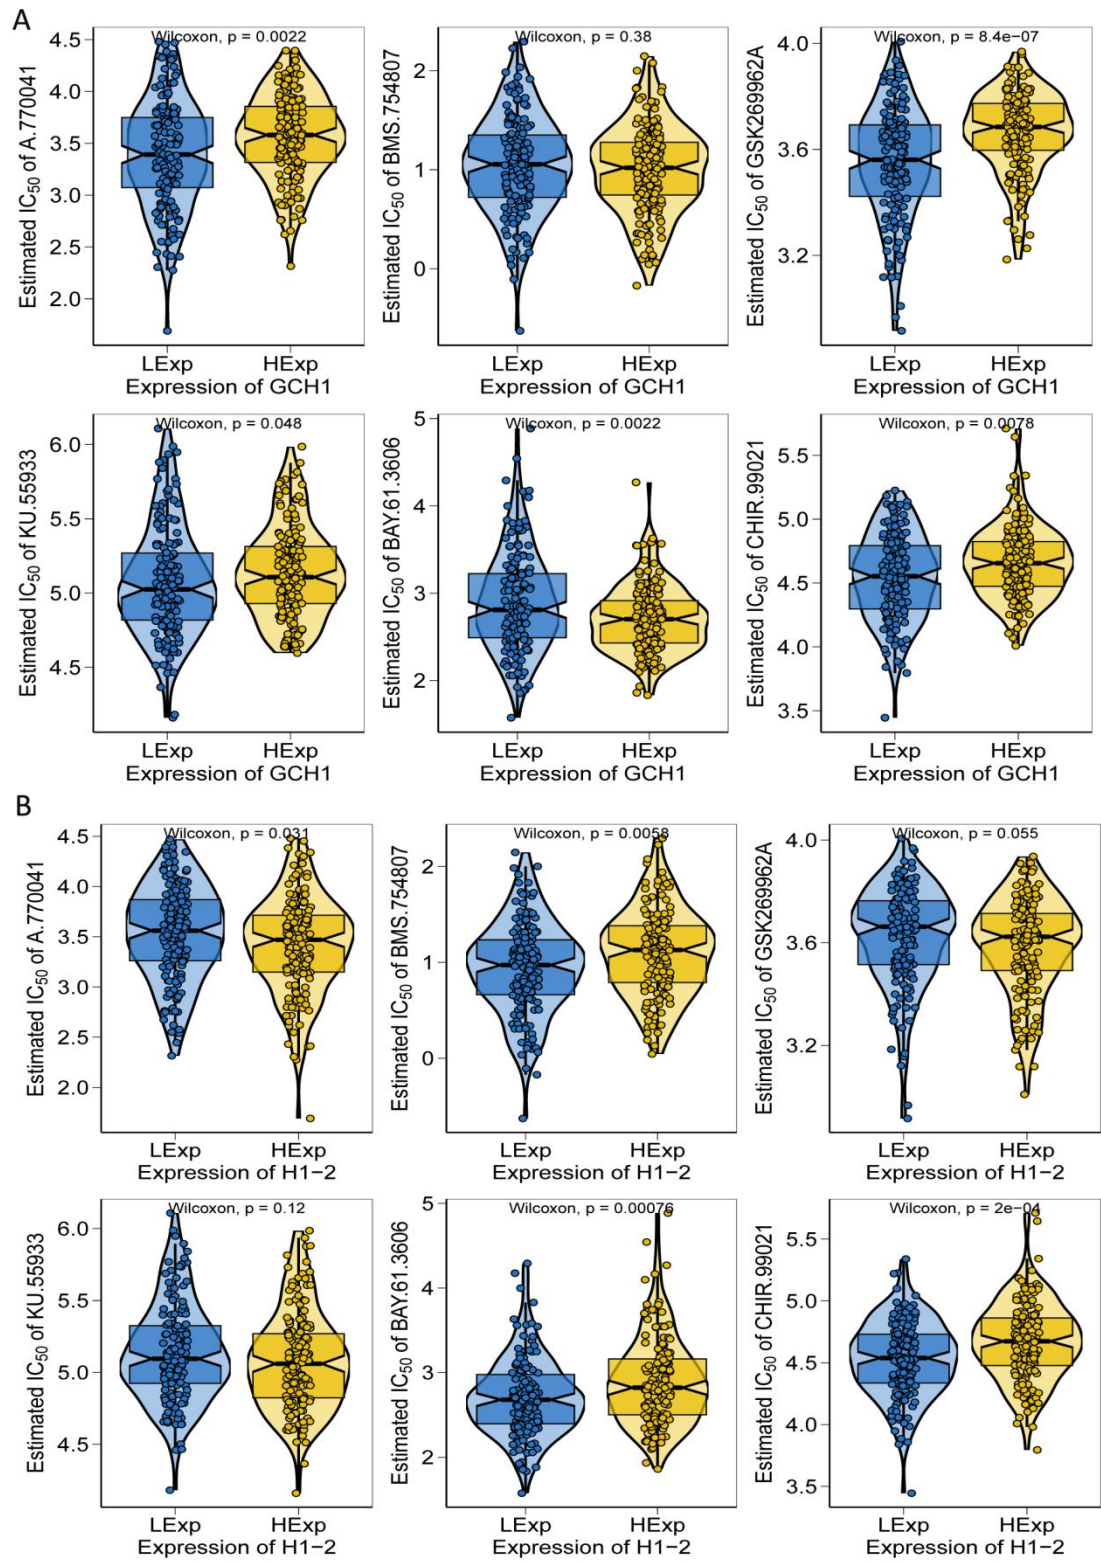 A
Wilcoxon, p = 0.0022
Estimated IC50 of A.770041
4.5
4.0
3.5
3.0
2.5
2.0
LExp HExp
Expression of GCH1
Wilcoxon, p = 0.38
Estimated IC50 of BMS.754807
2
1
0
LExp HExp
Expression of GCH1
Wilcoxon, p = 8.4e−07
Estimated IC50 of GSK269962A
4.0
3.6
3.2
LExp HExp
Expression of GCH1
Wilcoxon, p = 0.048
Estimated IC50 of KU.55933
6.0
5.5
5.0
4.5
LExp HExp
Expression of GCH1
Wilcoxon, p = 0.0022
Estimated IC50 of BAY.61.3606
5
4
3
2
LExp HExp
Expression of GCH1
Wilcoxon, p = 0.0078
Estimated IC50 of CHIR.99021
5.5
5.0
4.5
4.0
3.5
LExp HExp
Expression of GCH1
B
Wilcoxon, p = 0.031
Estimated IC50 of A.770041
4.5
4.0
3.5
3.0
2.5
2.0
LExp HExp
Expression of H1−2
Wilcoxon, p = 0.0058
Estimated IC50 of BMS.754807
2
1
0
LExp HExp
Expression of H1−2
Wilcoxon, p = 0.055
Estimated IC50 of GSK269962A
4.0
3.6
3.2
LExp HExp
Expression of H1−2
Wilcoxon, p = 0.12
Estimated IC50 of KU.55933
6.0
5.5
5.0
4.5
LExp HExp
Expression of H1−2
Wilcoxon, p = 0.00076
Estimated IC50 of BAY.61.3606
5
4
3
2
LExp HExp
Expression of H1−2
Wilcoxon, p = 2e−04
Estimated IC50 of CHIR.99021
5.5
5.0
4.5
4.0
3.5
LExp HExp
Expression of H1−2